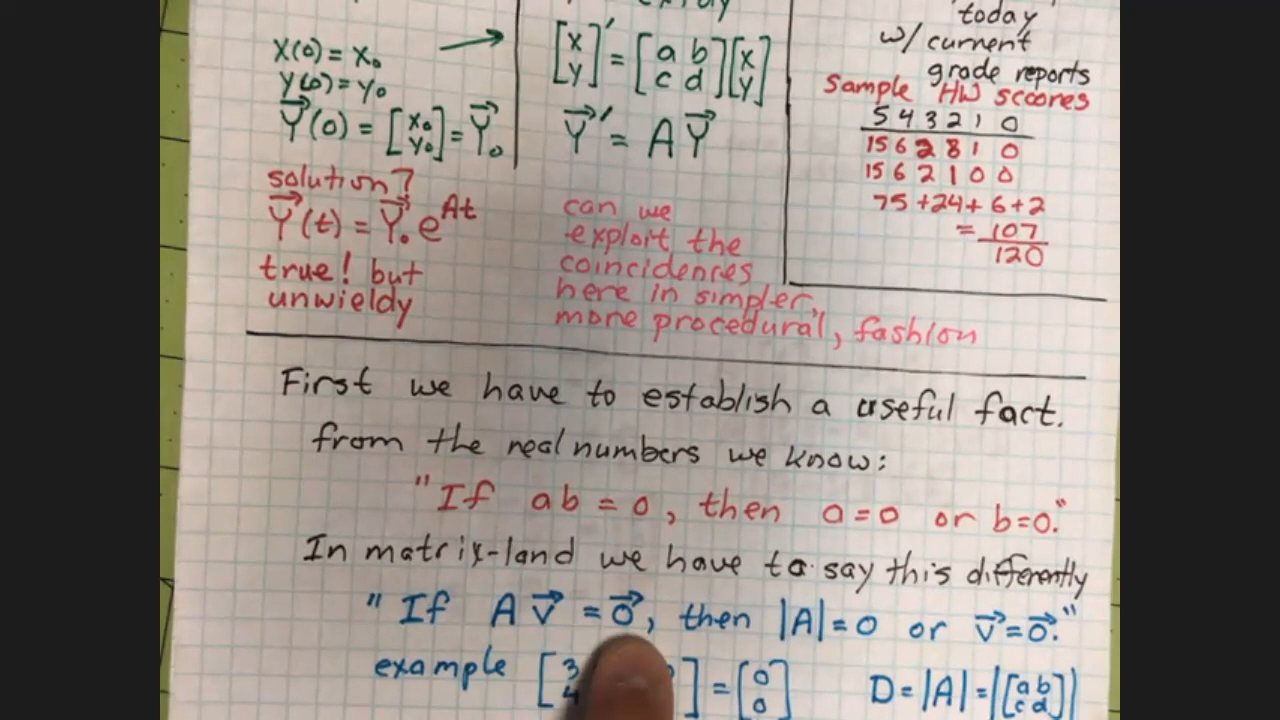 X(0) = X₀
Y(0) = Y₀
Y⃗(0) = [X₀ Y₀] = Y⃗₀
solution?
Y⃗(t) = Y⃗₀ e^At
true! but
unwieldy
[X Y]' = [a b c d] [X Y]
Y⃗' = A Y⃗
can we
exploit the
coincidences
here in simpler,
more procedural, fashion
today
w/ current
grade reports
Sample HW scores
5 4 3 2 1 0
15 6 2 8 1 0
15 6 2 1 0 0
75 + 24 + 6 + 2
= 107
120
First we have to establish a useful fact.
from the real numbers we know:
"If ab = 0, then a=0 or b=0."
In matrix-land we have to say this differently
"If A v⃗ = 0⃗, then |A| = 0 or v⃗ = 0⃗."
example [3 4 ] = [0 0] D = |A| = |[a b c d]|